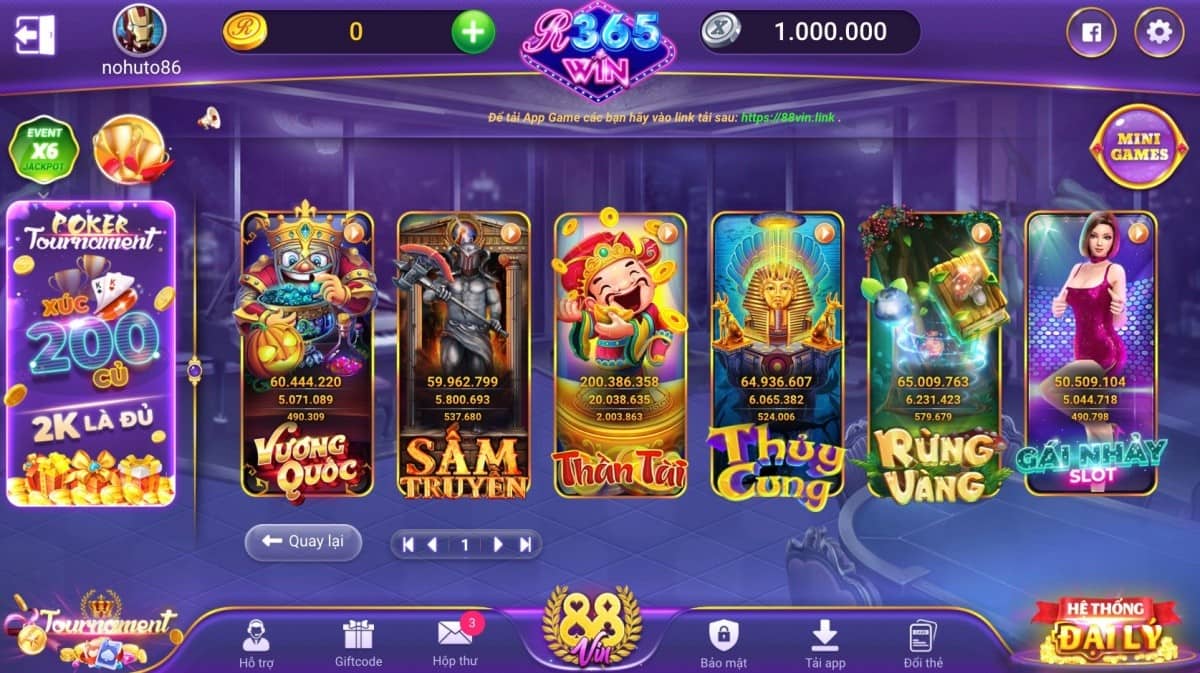 nohuto86
R
0
R365
WIN
X
1.000.000
Để tải App Game các bạn hãy vào link tải sau: https://88vin.link .
EVENT
X6
JACKPOT
MINI
GAMES
POKER
Tournament
K K
XÚC
200
CỦ
2K LÀ ĐỦ
60.444.220
5.071.089
490.309
VƯƠNG
QUỐC
59.962.799
5.800.693
537.680
SẤM
TRUYỀN
200.386.358
20.038.635
2.003.863
Thần Tài
64.936.607
6.065.382
524.006
Thủy
Cung
65.009.763
6.231.423
579.679
RỪNG
VÀNG
50.509.104
5.044.718
490.798
GÁI NHẢY
SLOT
Quay lại
1
Tournament
Hỗ trợ
Giftcode
3
Hộp thư
88
Vin
Bảo mật
Tải app
Đổi thẻ
HỆ THỐNG
ĐẠI LÝ